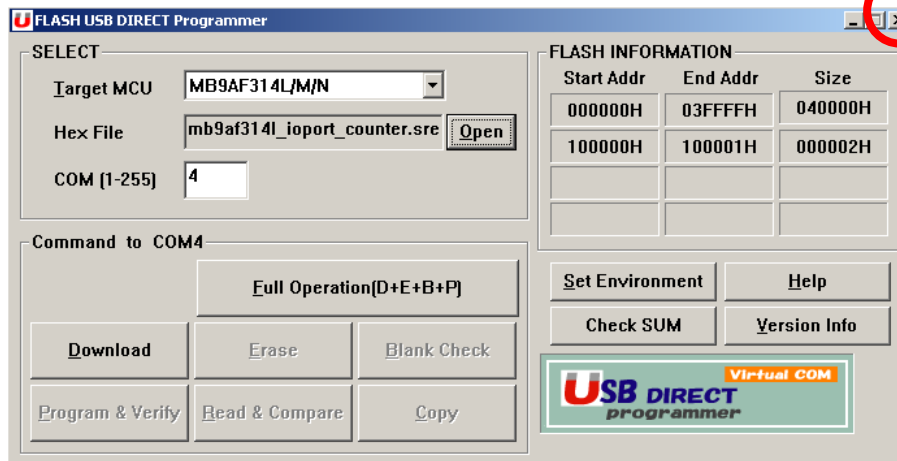 FLASH USB DIRECT Programmer
SELECT
Target MCU MB9AF314L/M/N
Hex File mb9af314l_ioport_counter.sre Open
COM (1-255) 4
Command to COM4
Full Operation(D+E+B+P)
Download Erase Blank Check
Program & Verify Read & Compare Copy
FLASH INFORMATION
Start Addr End Addr Size
000000H 03FFFFH 040000H
100000H 100001H 000002H
Set Environment Help
Check SUM Version Info
Virtual COM
USB DIRECT
programmer